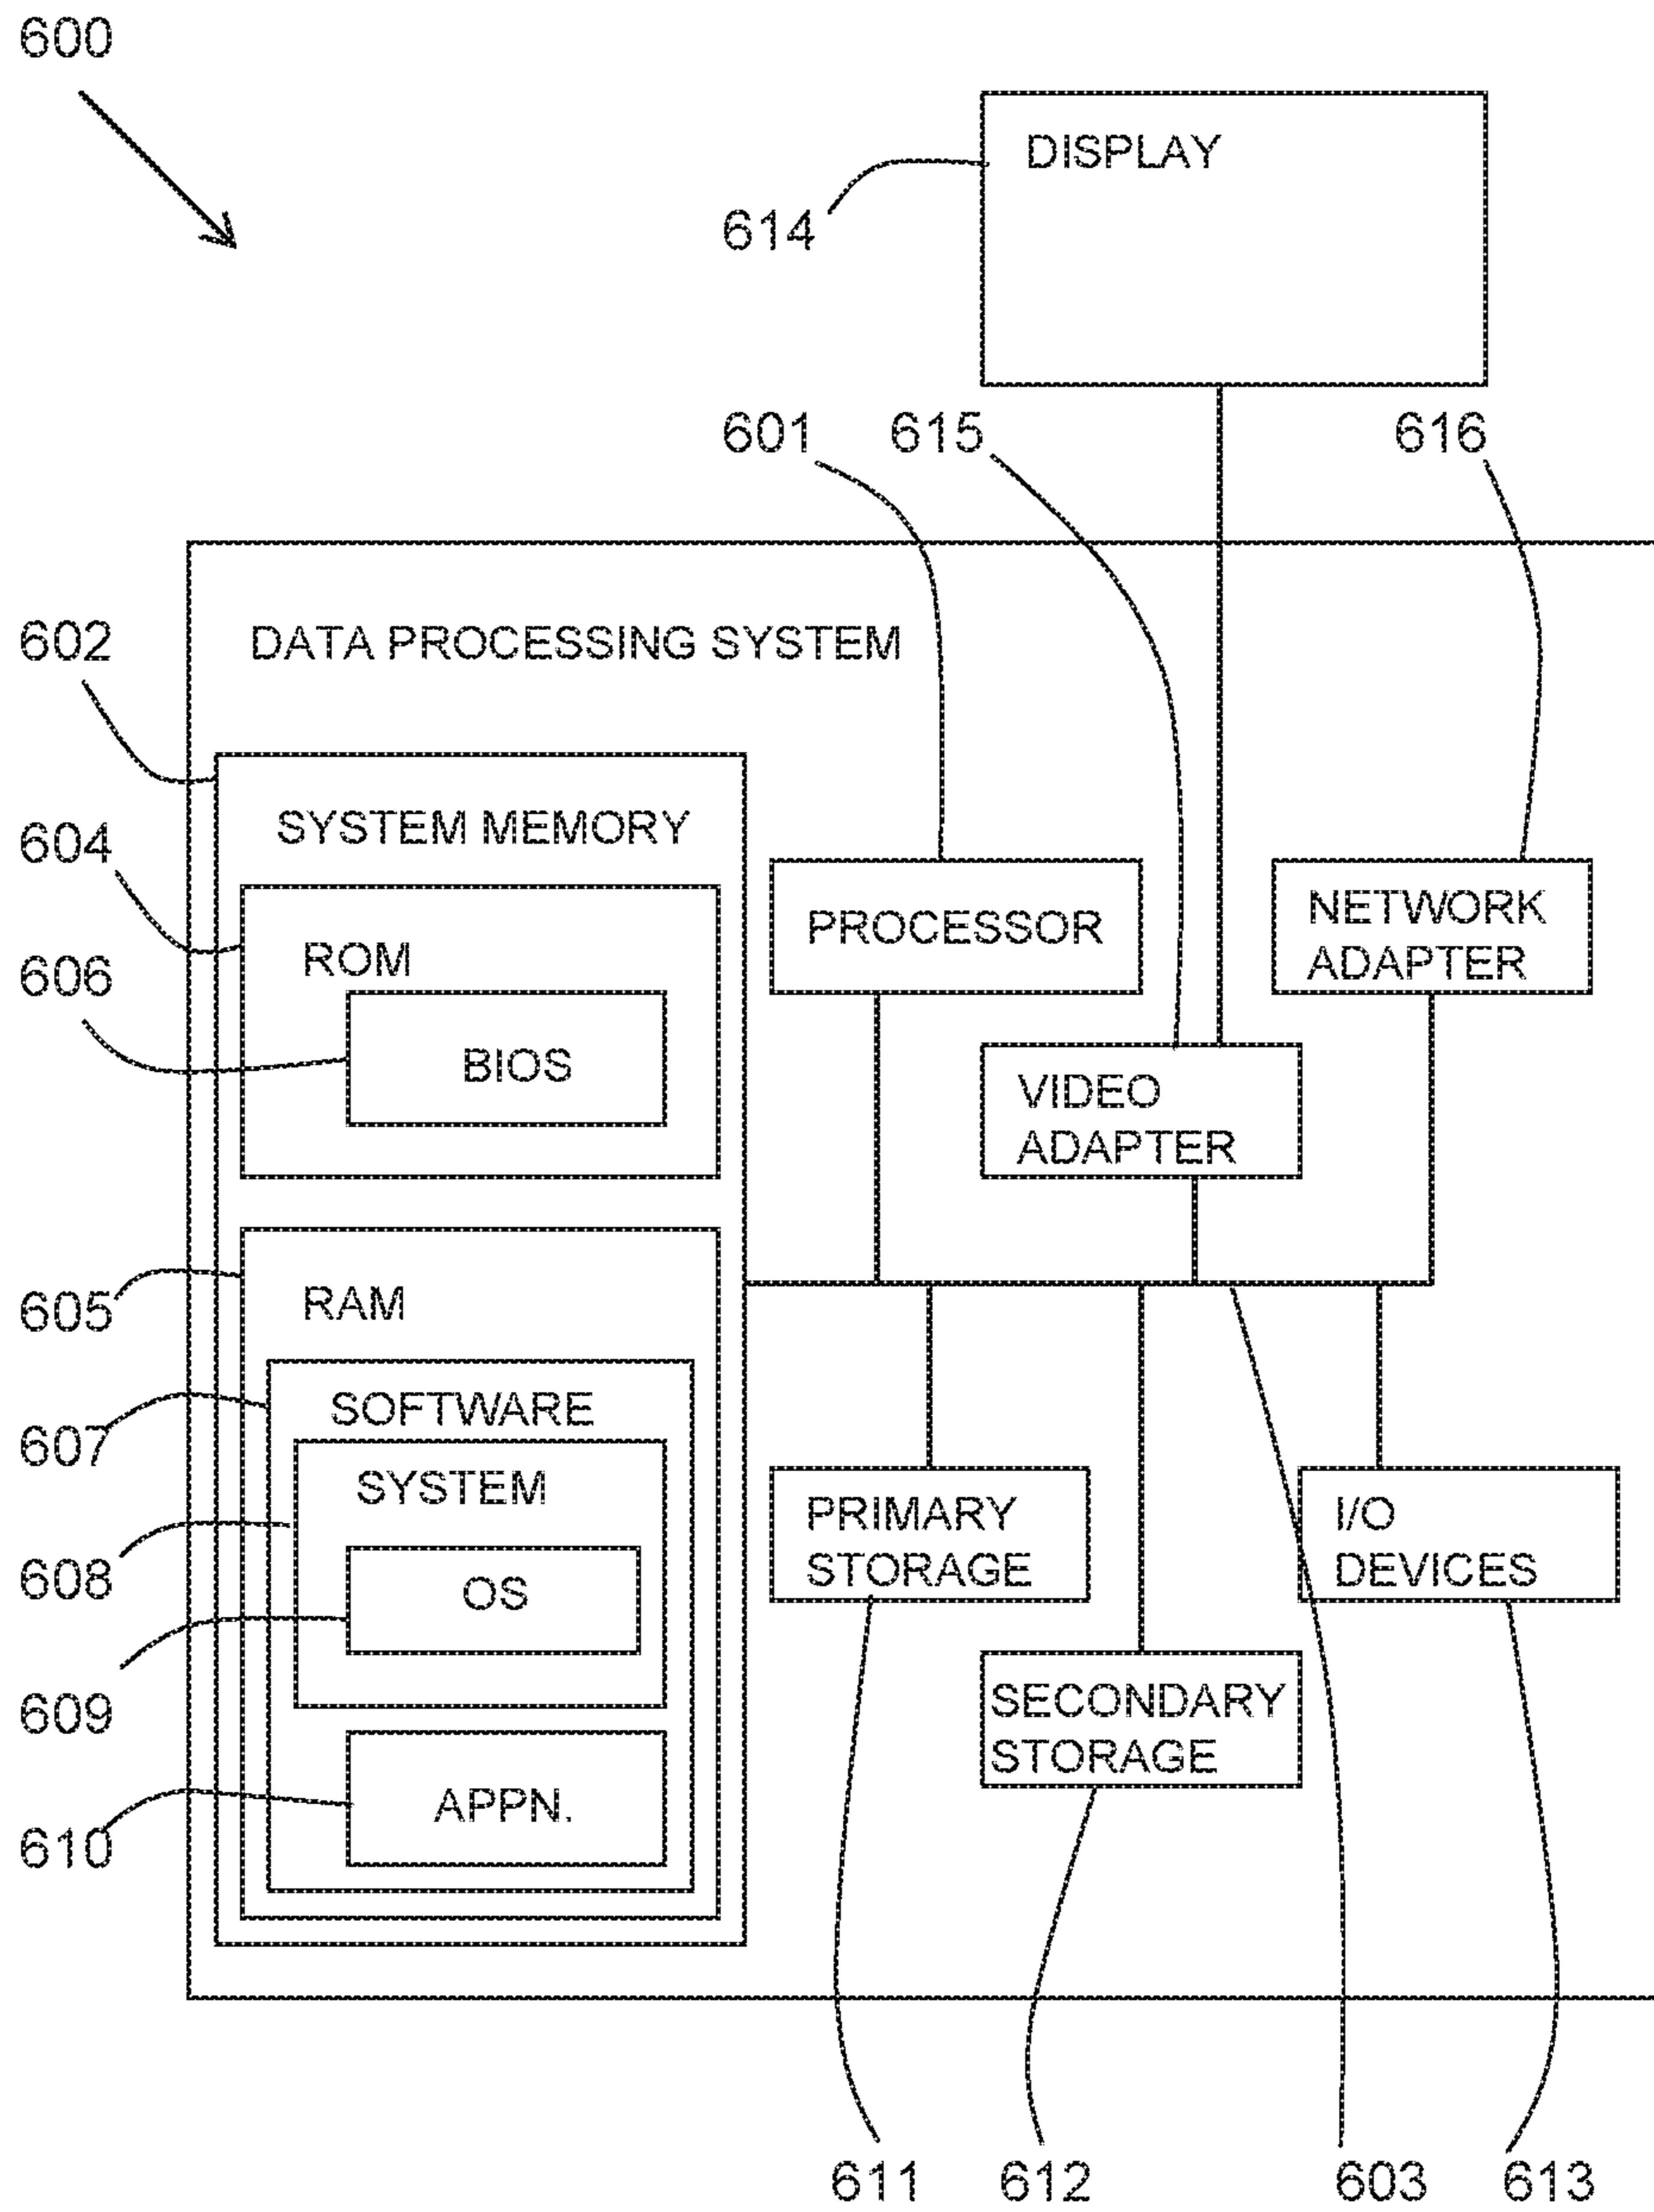 600
DISPLAY
614
601
615
616
602
DATA PROCESSING SYSTEM
SYSTEM MEMORY
604
ROM
PROCESSOR
NETWORK
ADAPTER
606
BIOS
VIDEO
ADAPTER
605
RAM
607
SOFTWARE
SYSTEM
608
OS
PRIMARY
STORAGE
I/O
DEVICES
609
SECONDARY
STORAGE
610
APPN.
611
612
603
613